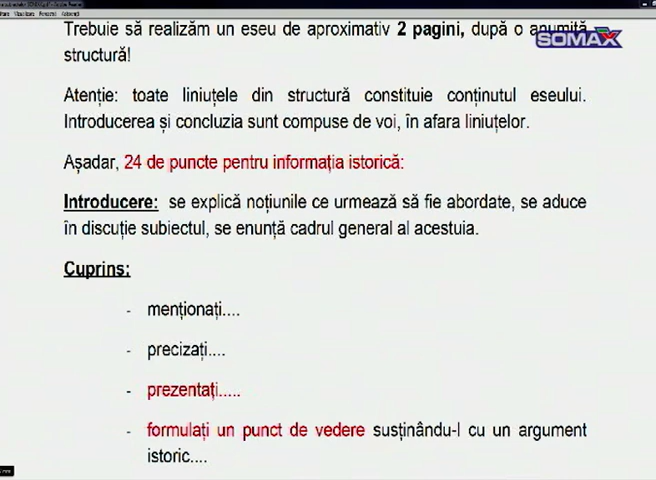 SOMAX
Trebuie să realizăm un eseu de aproximativ 2 pagini, după o anumită
structură!
Atenție: toate liniuțele din structură constituie conținutul eseului.
Introducerea și concluzia sunt compuse de voi, în afara liniuțelor.
Așadar, 24 de puncte pentru informația istorică:
Introducere: se explică noțiunile ce urmează să fie abordate, se aduce
în discuție subiectul, se enunță cadrul general al acestuia.
Cuprins:
- menționați....
- precizați....
- prezentați.....
- formulați un punct de vedere susținându-l cu un argument
istoric....